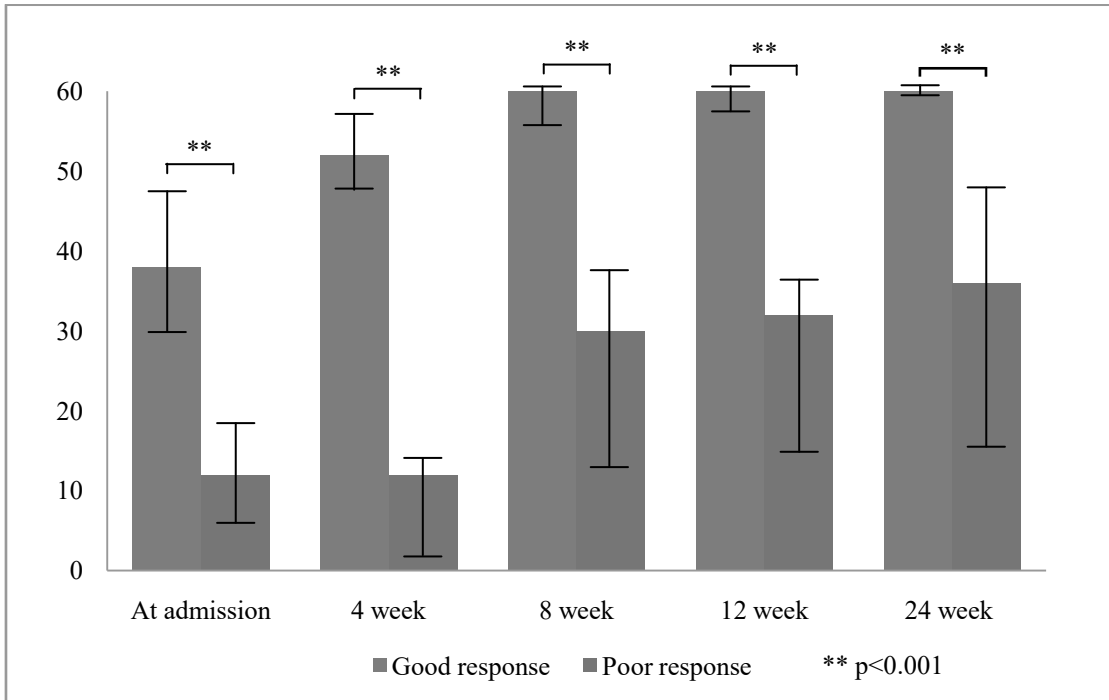 ** ** ** ** **
60
50
40
30
20
10
0
At admission 4 week 8 week 12 week 24 week
Good response Poor response ** p<0.001